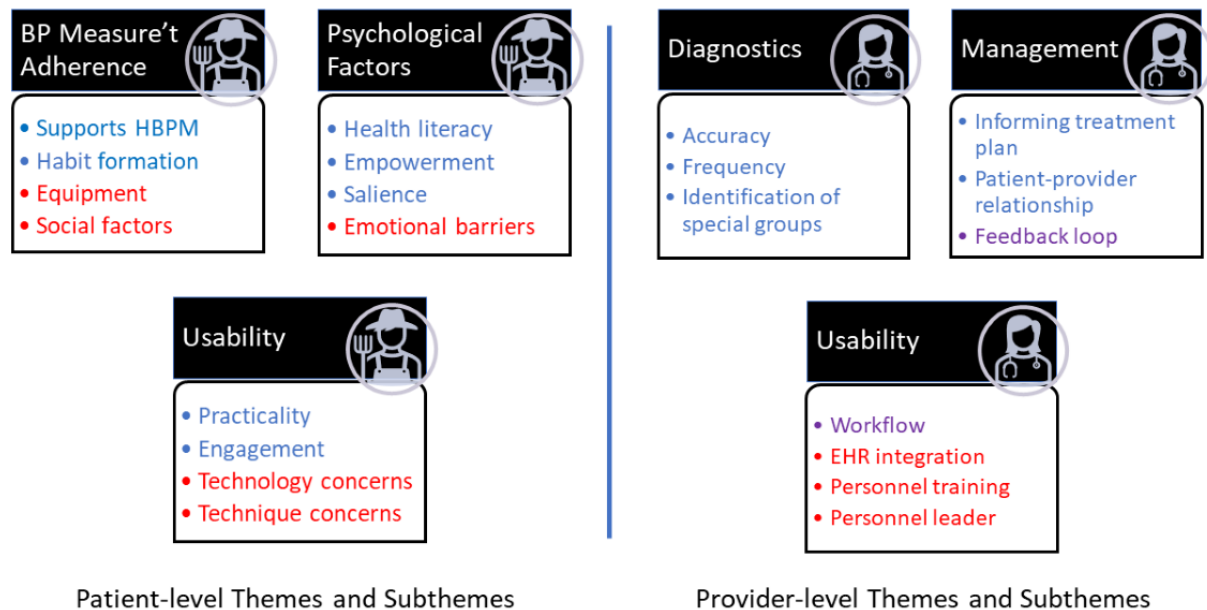 BP Measure’t
Adherence
• Supports HBPM
• Habit formation
• Equipment
• Social factors
Psychological
Factors
• Health literacy
• Empowerment
• Salience
• Emotional barriers
Usability
• Practicality
• Engagement
• Technology concerns
• Technique concerns
Patient-level Themes and Subthemes
Diagnostics
• Accuracy
• Frequency
• Identification of
special groups
Management
• Informing treatment
plan
• Patient-provider
relationship
• Feedback loop
Usability
• Workflow
• EHR integration
• Personnel training
• Personnel leader
Provider-level Themes and Subthemes